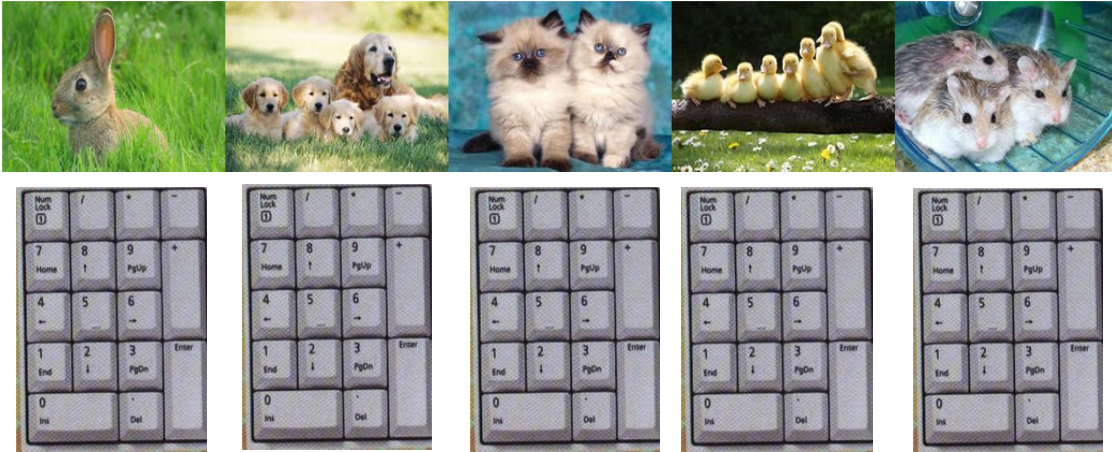 Num / * -
Lock
1
7 8 9 +
Home ↑ PgUp
4 5 6
← _ →
1 2 3 Enter
End ↓ PgDn
0 .
Ins Del
Num / * -
Lock
1
7 8 9 +
Home ↑ PgUp
4 5 6
← _ →
1 2 3 Enter
End ↓ PgDn
0 .
Ins Del
Num / * -
Lock
1
7 8 9 +
Home ↑ PgUp
4 5 6
← _ →
1 2 3 Enter
End ↓ PgDn
0 .
Ins Del
Num / * -
Lock
1
7 8 9 +
Home ↑ PgUp
4 5 6
← _ →
1 2 3 Enter
End ↓ PgDn
0 .
Ins Del
Num / * -
Lock
1
7 8 9 +
Home ↑ PgUp
4 5 6
← _ →
1 2 3 Enter
End ↓ PgDn
0 .
Ins Del